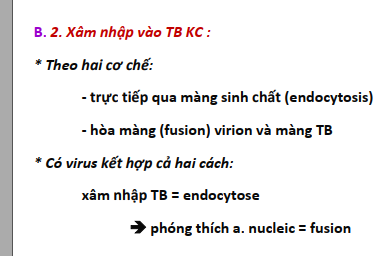 B. 2. Xâm nhập vào TB KC :
* Theo hai cơ chế:
- trực tiếp qua màng sinh chất (endocytosis)
- hòa màng (fusion) virion và màng TB
* Có virus kết hợp cả hai cách:
xâm nhập TB = endocytose
🡺 phóng thích a. nucleic = fusion